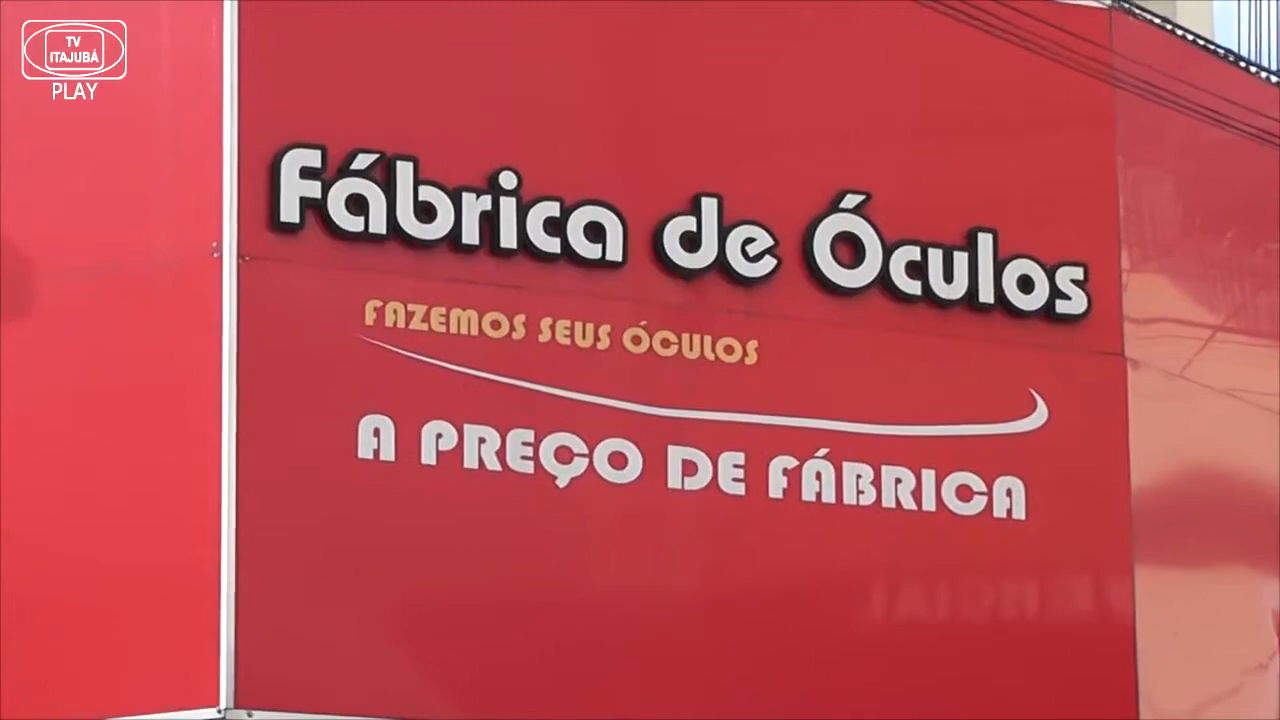 TV
ITAJUBÁ
PLAY
Fábrica de Óculos
FAZEMOS SEUS ÓCULOS
A PREÇO DE FÁBRICA